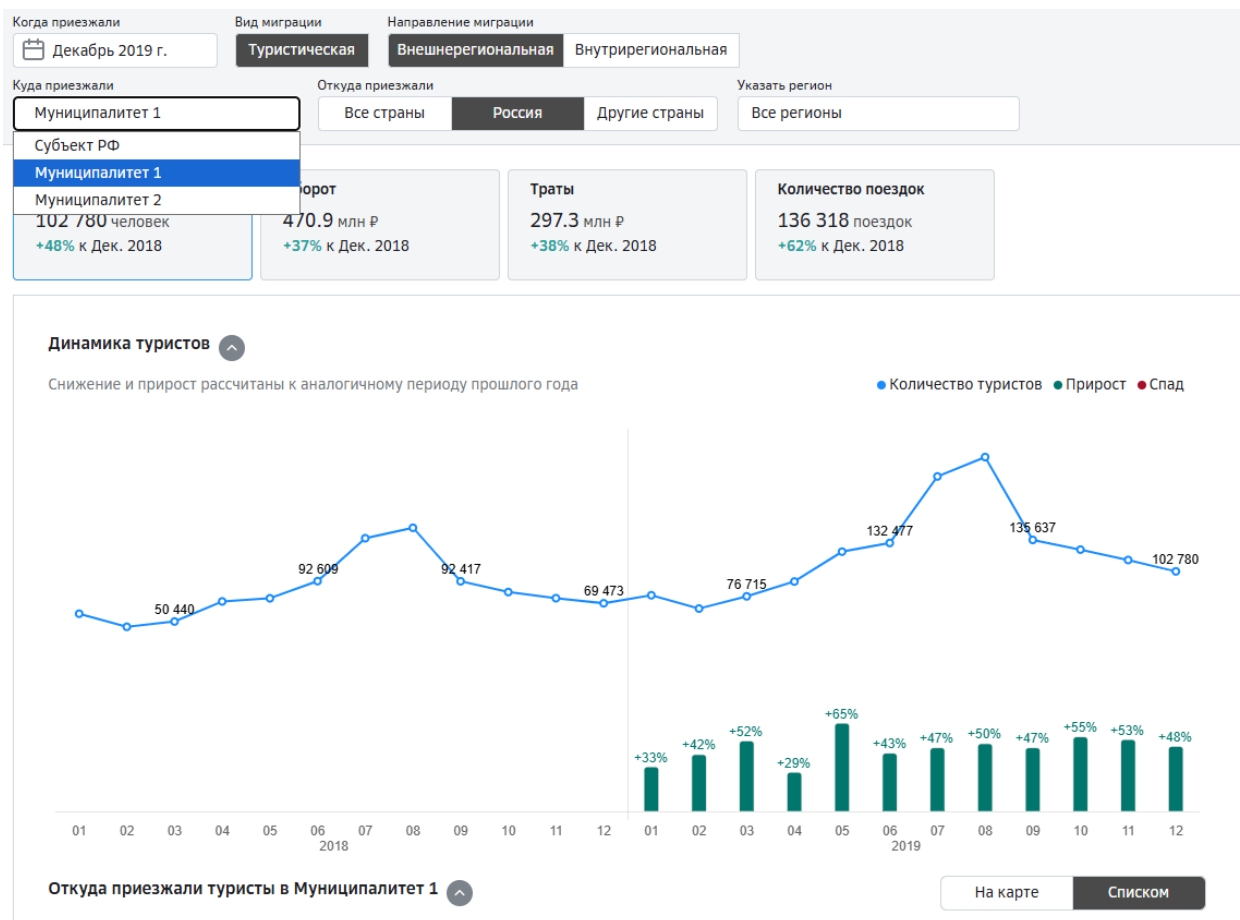 Когда приезжали
Вид миграции
Направление миграции
Декабрь 2019 г.
Туристическая
Внешнерегиональная
Внутрирегиональная
Куда приезжали
Откуда приезжали
Указать регион
Муниципалитет 1
Все страны
Россия
Другие страны
Все регионы
Субъект РФ
Муниципалитет 1
Муниципалитет 2
102 780 человек
+48% к Дек. 2018
470.9 млн ₽
+37% к Дек. 2018
Траты
297.3 млн ₽
+38% к Дек. 2018
Количество поездок
136 318 поездок
+62% к Дек. 2018
Динамика туристов
Снижение и прирост рассчитаны к аналогичному периоду прошлого года
Количество туристов
Прирост
Спад
50 440
92 609
92 417
69 473
76 715
132 477
135 637
102 780
+33%
+42%
+52%
+29%
+65%
+43%
+47%
+50%
+47%
+55%
+53%
+48%
01 02 03 04 05 06 07 08 09 10 11 12 01 02 03 04 05 06 07 08 09 10 11 12
2018 2019
Откуда приезжали туристы в Муниципалитет 1
На карте
Списком